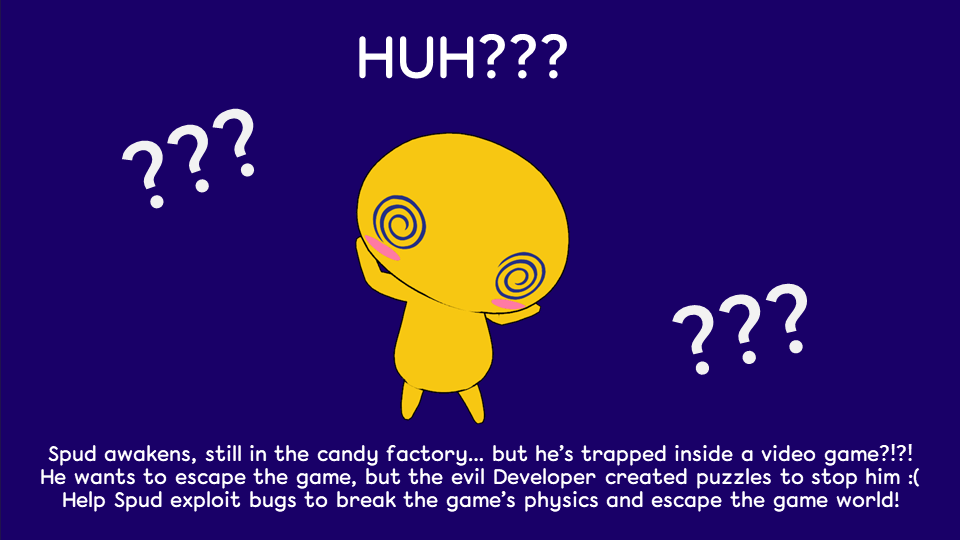 HUH???
???
???
Spud awakens, still in the candy factory... but he's trapped inside a video game?!?!
He wants to escape the game, but the evil Developer created puzzles to stop him :(
Help Spud exploit bugs to break the game's physics and escape the game world!